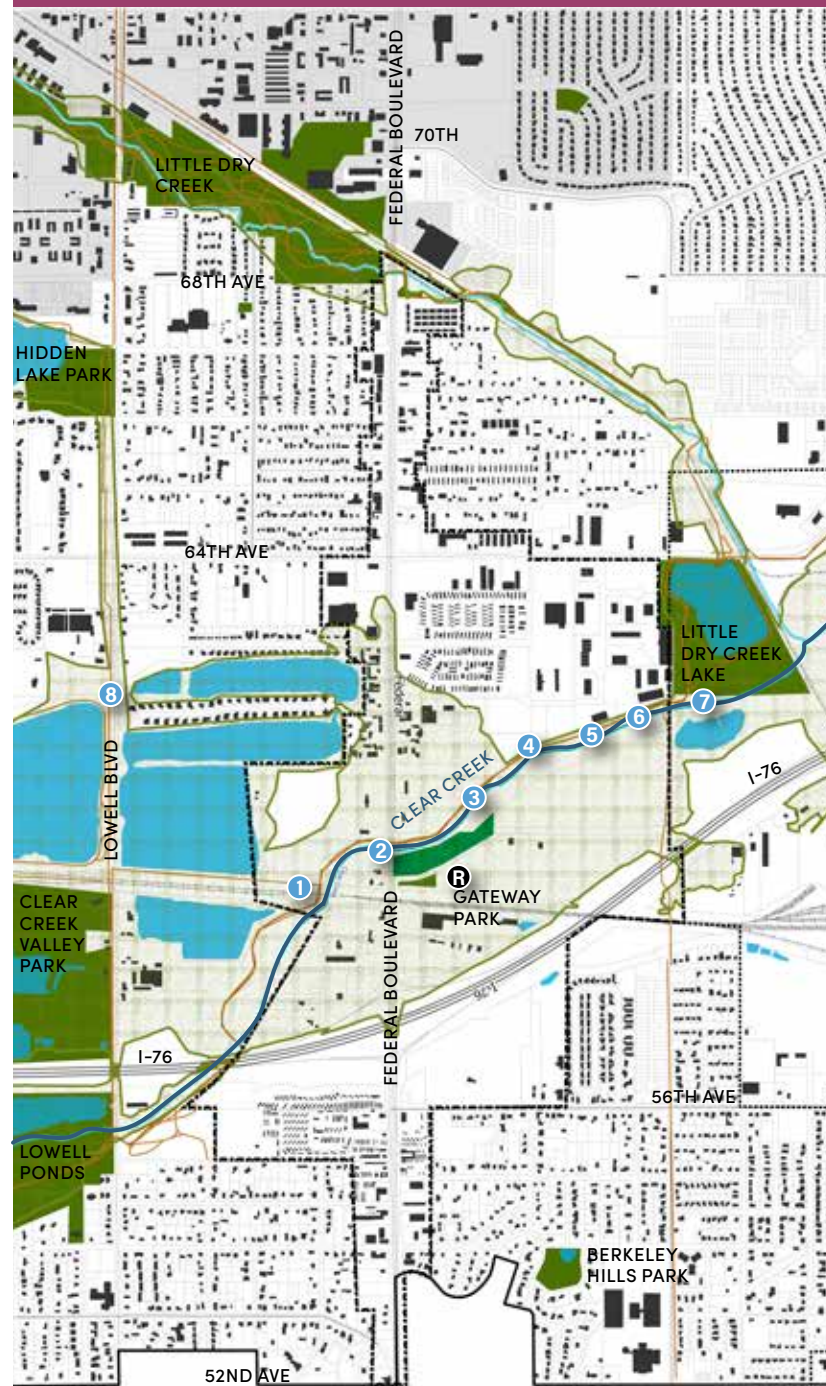 FEDERAL BOULEVARD
70TH
LITTLE DRY
CREEK
68TH AVE
HIDDEN
LAKE PARK
64TH AVE
LITTLE
DRY CREEK
LAKE
8
7
6
5
4
Federal
LOWELL BLVD
CLEAR CREEK
3
I-76
2
1
R
GATEWAY
PARK
CLEAR
CREEK
VALLEY
PARK
FEDERAL BOULEVARD
I-76
I-76
56TH AVE
LOWELL
PONDS
BERKELEY
HILLS PARK
52ND AVE